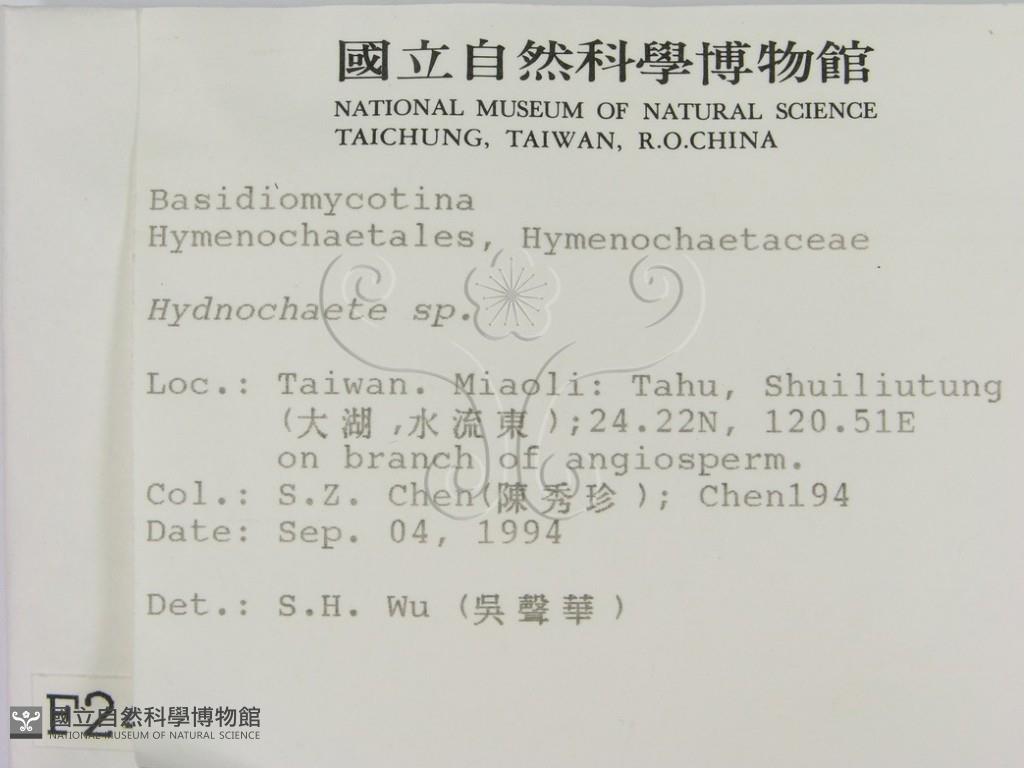 國立自然科學博物館
NATIONAL MUSEUM OF NATURAL SCIENCE
TAICHUNG, TAIWAN, R.O.CHINA
Basidiomycotina
Hymenochaetales, Hymenochaetaceae
Hydnochaete sp.
Loc.: Taiwan. Miaoli: Tahu, Shuiliutung
(大湖,水流東);24.22N, 120.51E
on branch of angiosperm.
Col.: S.Z. Chen(陳秀珍); Chen194
Date: Sep. 04, 1994
Det.: S.H. Wu (吳聲華)
國立自然科學博物館
NATIONAL MUSEUM OF NATURAL SCIENCE